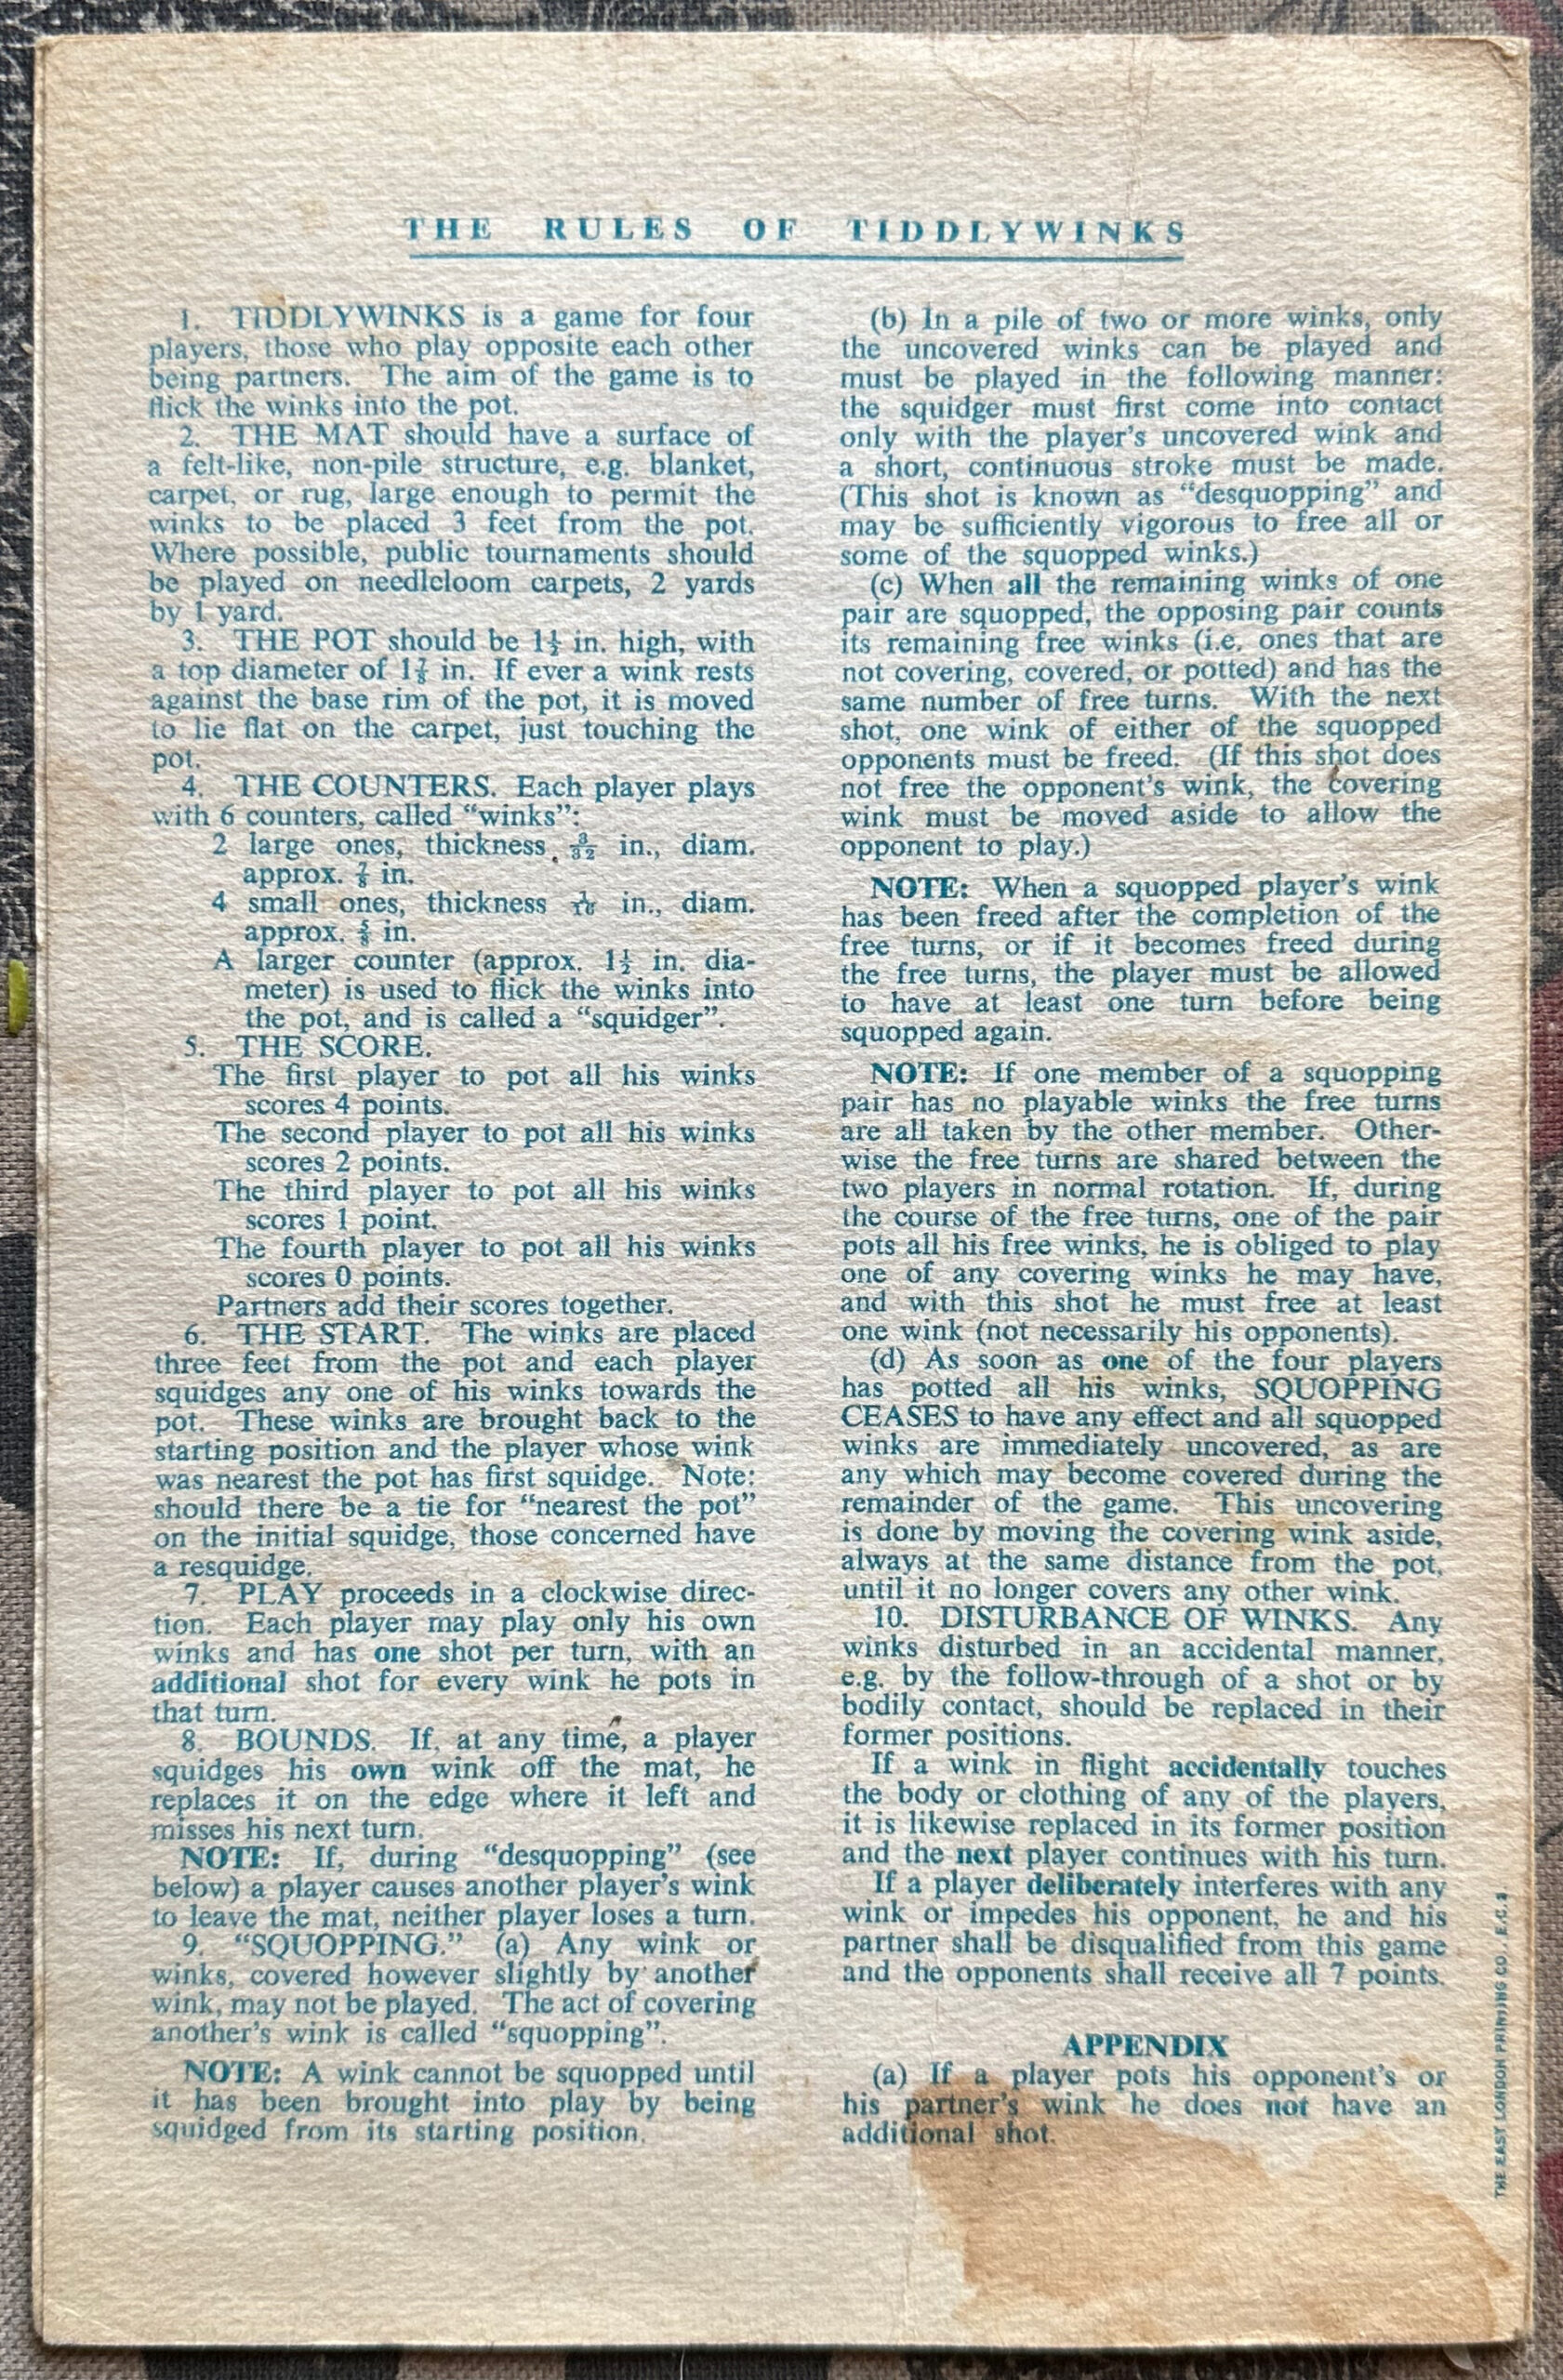 THE RULES OF TIDDLYWINKS
1. TIDDLYWINKS is a game for four
players, those who play opposite each other
being partners. The aim of the game is to
flick the winks into the pot.
2. THE MAT should have a surface of
a felt-like, non-pile structure, e.g. blanket,
carpet, or rug, large enough to permit the
winks to be placed 3 feet from the pot.
Where possible, public tournaments should
be played on needleloom carpets, 2 yards
by 1 yard.
3. THE POT should be 1½ in. high, with
a top diameter of 1⅞ in. If ever a wink rests
against the base rim of the pot, it is moved
to lie flat on the carpet, just touching the
pot.
4. THE COUNTERS. Each player plays
with 6 counters, called “winks”:
2 large ones, thickness 3/32 in., diam.
approx. ⅞ in.
4 small ones, thickness 1/16 in., diam.
approx. ⅝ in.
A larger counter (approx. 1½ in. dia-
meter) is used to flick the winks into
the pot, and is called a “squidger”.
5. THE SCORE.
The first player to pot all his winks
scores 4 points.
The second player to pot all his winks
scores 2 points.
The third player to pot all his winks
scores 1 point.
The fourth player to pot all his winks
scores 0 points.
Partners add their scores together.
6. THE START. The winks are placed
three feet from the pot and each player
squidges any one of his winks towards the
pot. These winks are brought back to the
starting position and the player whose wink
was nearest the pot has first squidge. Note:
should there be a tie for “nearest the pot”
on the initial squidge, those concerned have
a resquidge.
7. PLAY proceeds in a clockwise direc-
tion. Each player may play only his own
winks and has one shot per turn, with an
additional shot for every wink he pots in
that turn.
8. BOUNDS. If, at any time, a player
squidges his own wink off the mat, he
replaces it on the edge where it left and
misses his next turn.
NOTE: If, during “desquopping” (see
below) a player causes another player's wink
to leave the mat, neither player loses a turn.
9. “SQUOPPING.” (a) Any wink or
winks, covered however slightly by another
wink, may not be played. The act of covering
another's wink is called “squopping”.
NOTE: A wink cannot be squopped until
it has been brought into play by being
squidged from its starting position.
(b) In a pile of two or more winks, only
the uncovered winks can be played and
must be played in the following manner:
the squidger must first come into contact
only with the player's uncovered wink and
a short, continuous stroke must be made.
(This shot is known as “desquopping” and
may be sufficiently vigorous to free all or
some of the squopped winks.)
(c) When all the remaining winks of one
pair are squopped, the opposing pair counts
its remaining free winks (i.e. ones that are
not covering, covered, or potted) and has the
same number of free turns. With the next
shot, one wink of either of the squopped
opponents must be freed. (If this shot does
not free the opponent's wink, the covering
wink must be moved aside to allow the
opponent to play.)
NOTE: When a squopped player's wink
has been freed after the completion of the
free turns, or if it becomes freed during
the free turns, the player must be allowed
to have at least one turn before being
squopped again.
NOTE: If one member of a squopping
pair has no playable winks the free turns
are all taken by the other member. Other-
wise the free turns are shared between the
two players in normal rotation. If, during
the course of the free turns, one of the pair
pots all his free winks, he is obliged to play
one of any covering winks he may have,
and with this shot he must free at least
one wink (not necessarily his opponents).
(d) As soon as one of the four players
has potted all his winks, SQUOPPING
CEASES to have any effect and all squopped
winks are immediately uncovered, as are
any which may become covered during the
remainder of the game. This uncovering
is done by moving the covering wink aside,
always at the same distance from the pot,
until it no longer covers any other wink.
10. DISTURBANCE OF WINKS. Any
winks disturbed in an accidental manner,
e.g. by the follow-through of a shot or by
bodily contact, should be replaced in their
former positions.
If a wink in flight accidentally touches
the body or clothing of any of the players,
it is likewise replaced in its former position
and the next player continues with his turn.
If a player deliberately interferes with any
wink or impedes his opponent, he and his
partner shall be disqualified from this game
and the opponents shall receive all 7 points.
APPENDIX
(a) If a player pots his opponent's or
his partner's wink he does not have an
additional shot.
THE EAST LONDON PRINTING CO., E.C.2.